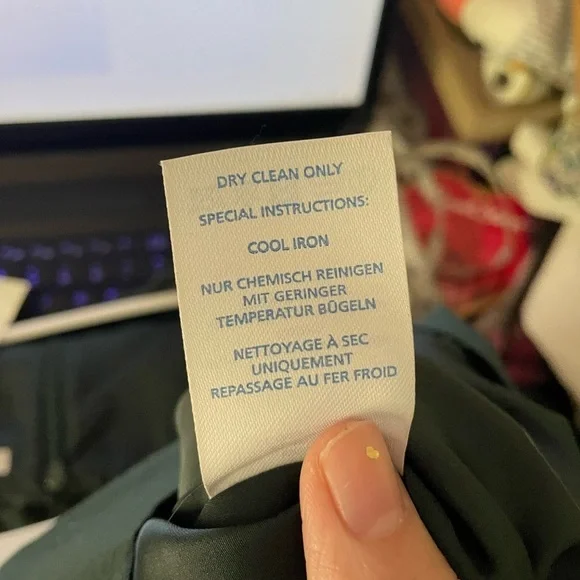 DRY CLEAN ONLY
SPECIAL INSTRUCTIONS:
COOL IRON
NUR CHEMISCH REINIGEN
MIT GERINGER
TEMPERATUR BÜGELN
NETTOYAGE À SEC
UNIQUEMENT
REPASSAGE AU FER FROID